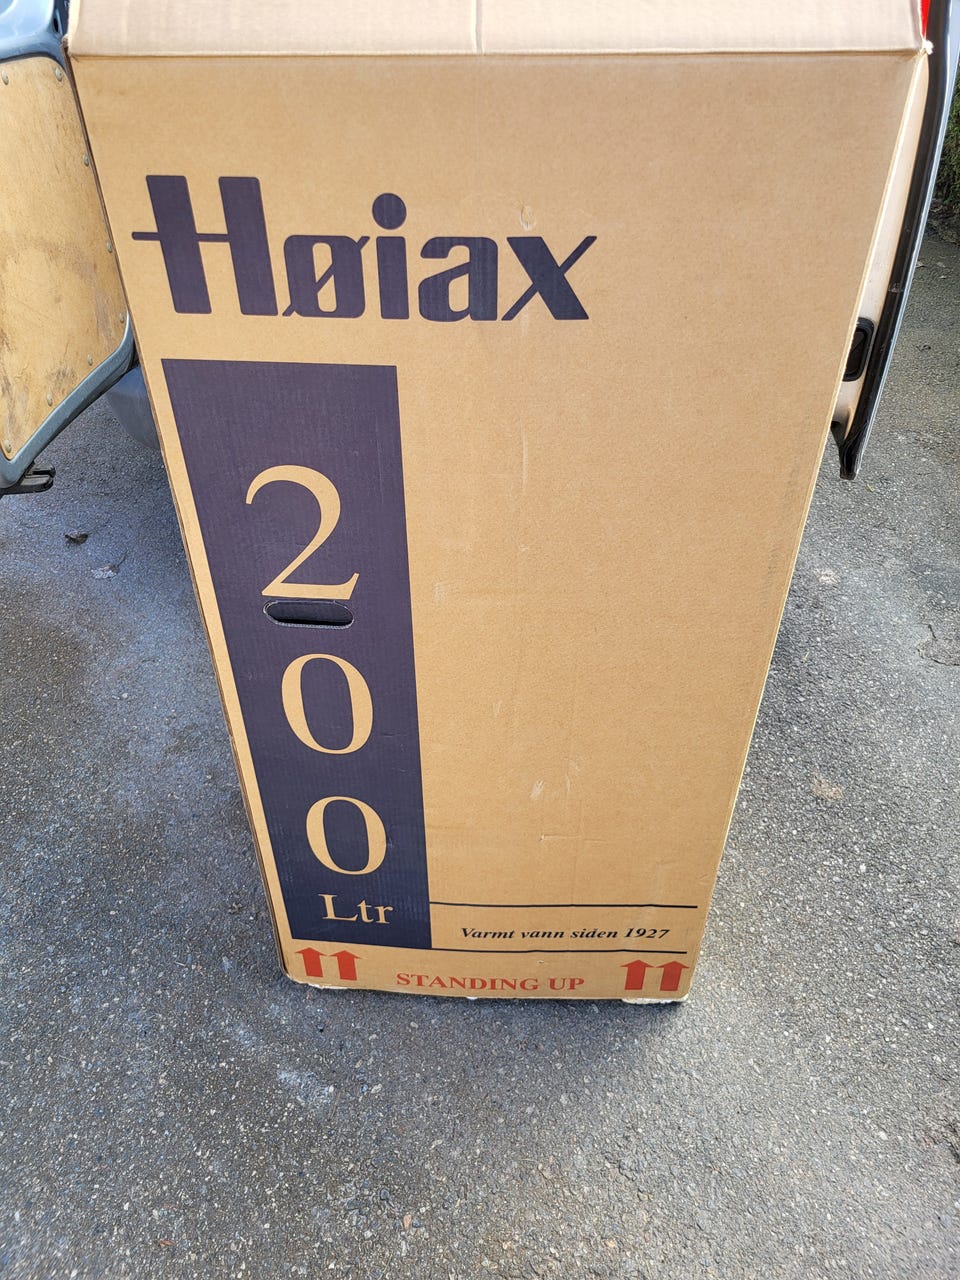 Høiax
2
0
0
Ltr
Varmt vann siden 1927
STANDING UP